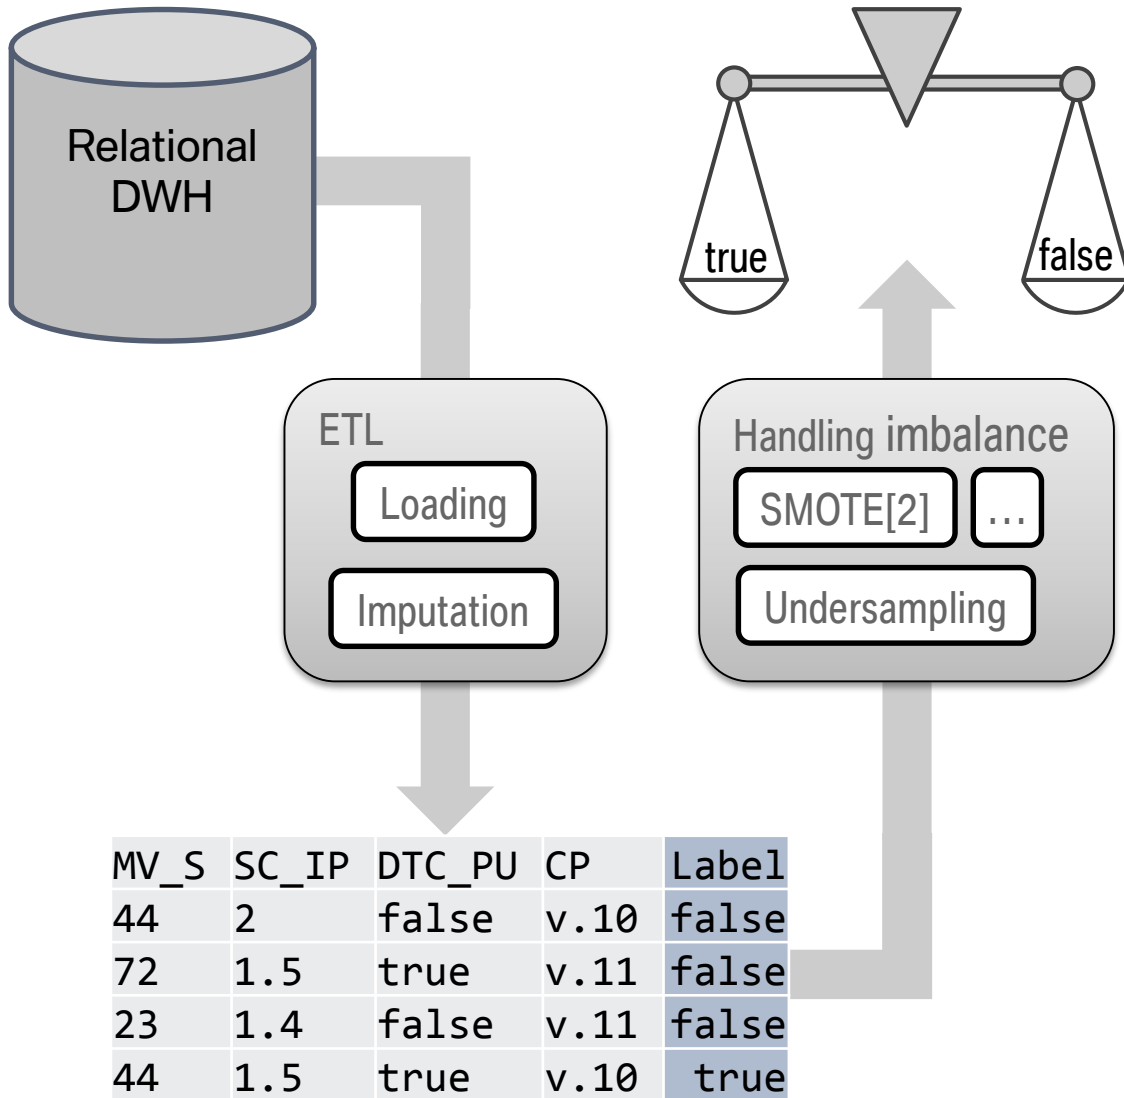 Relational
DWH
true
false
ETL
Loading
Imputation
Handling imbalance
SMOTE[2]
...
Undersampling
MV_S SC_IP DTC_PU CP Label
44 2 false v.10 false
72 1.5 true v.11 false
23 1.4 false v.11 false
44 1.5 true v.10 true